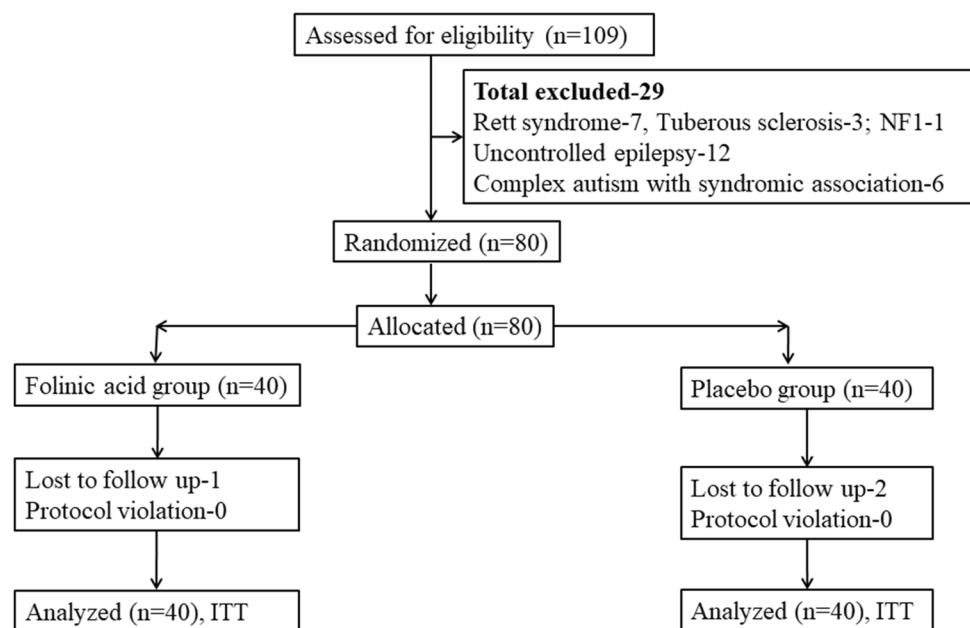 Assessed for eligibility (n=109)
Total excluded-29
Rett syndrome-7, Tuberous sclerosis-3; NF1-1
Uncontrolled epilepsy-12
Complex autism with syndromic association-6
Randomized (n=80)
Allocated (n=80)
Folinic acid group (n=40)
Placebo group (n=40)
Lost to follow up-1
Protocol violation-0
Lost to follow up-2
Protocol violation-0
Analyzed (n=40), ITT
Analyzed (n=40), ITT